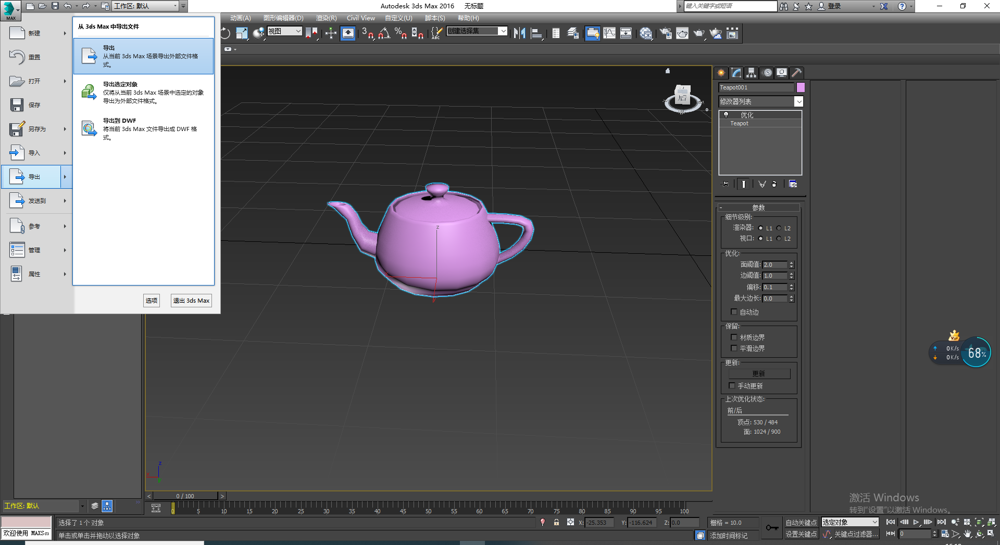 工作区: 默认
Autodesk 3ds Max 2016 无标题
键入关键字或短语
登录
MAX
动画(A) 图形编辑器(D) 渲染(R) Civil View 自定义(U) 脚本(S) 帮助(H)
视图
创建选择集
从 3ds Max 中导出文件
导出
从当前 3ds Max 场景导出外部文件格
式。
导出选定对象
仅将从当前 3ds Max 场景中选定的对象
导出为外部文件格式。
导出到 DWF
将当前 3ds Max 文件导出成 DWF 格
式。
新建
重置
打开
保存
另存为
导入
导出
发送到
参考
管理
属性
选项
退出 3ds Max
后
z
Teapot001
修改器列表
优化
Teapot
参数
细节级别:
渲染器: L1 L2
视口: L1 L2
优化:
面阈值: 2.0
边阈值: 1.0
偏移: 0.1
最大边长: 0.0
自动边
保留:
材质边界
平滑边界
更新:
更新
手动更新
上次优化状态:
前/后
顶点: 530 / 484
面: 1024 / 900
VIP
0K/s
0K/s
68%
激活 Windows
转到"设置"以激活 Windows。
z
x
0 / 100
工作区: 默认
0 5 10 15 20 25 30 35 40 45 50 55 60 65 70 75 80 85 90 95 100
选择了 1 个 对象
X: -25.353 Y: -116.624 Z: 0.0
栅格 = 10.0
自动关键点
选定对象
欢迎使用 MAXSc
单击或单击并拖动以选择对象
添加时间标记
设置关键点
关键点过滤器...
0